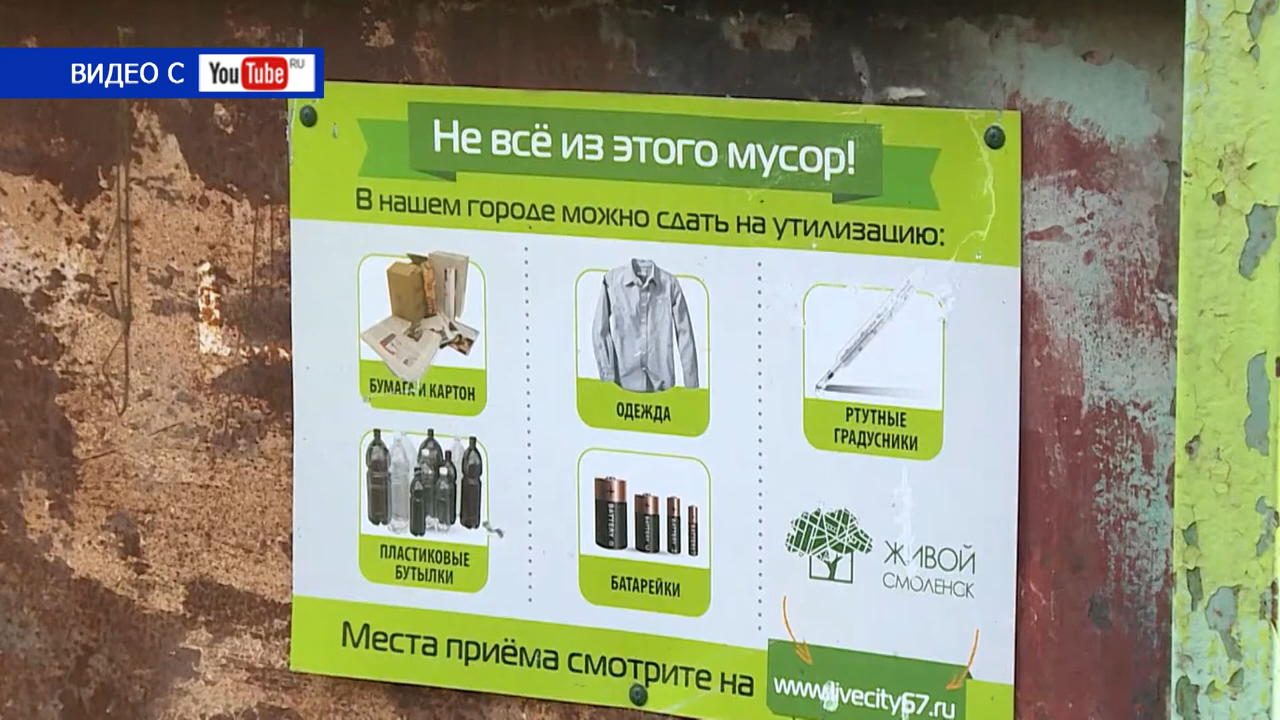 ВИДЕО С YouTube RU
Не всё из этого мусор!
В нашем городе можно сдать на утилизацию:
БУМАГА И КАРТОН
ОДЕЖДА
РТУТНЫЕ
ГРАДУСНИКИ
ПЛАСТИКОВЫЕ
БУТЫЛКИ
БАТАРЕЙКИ
ЖИВОЙ
СМОЛЕНСК
Места приёма смотрите на
www.livecity67.ru